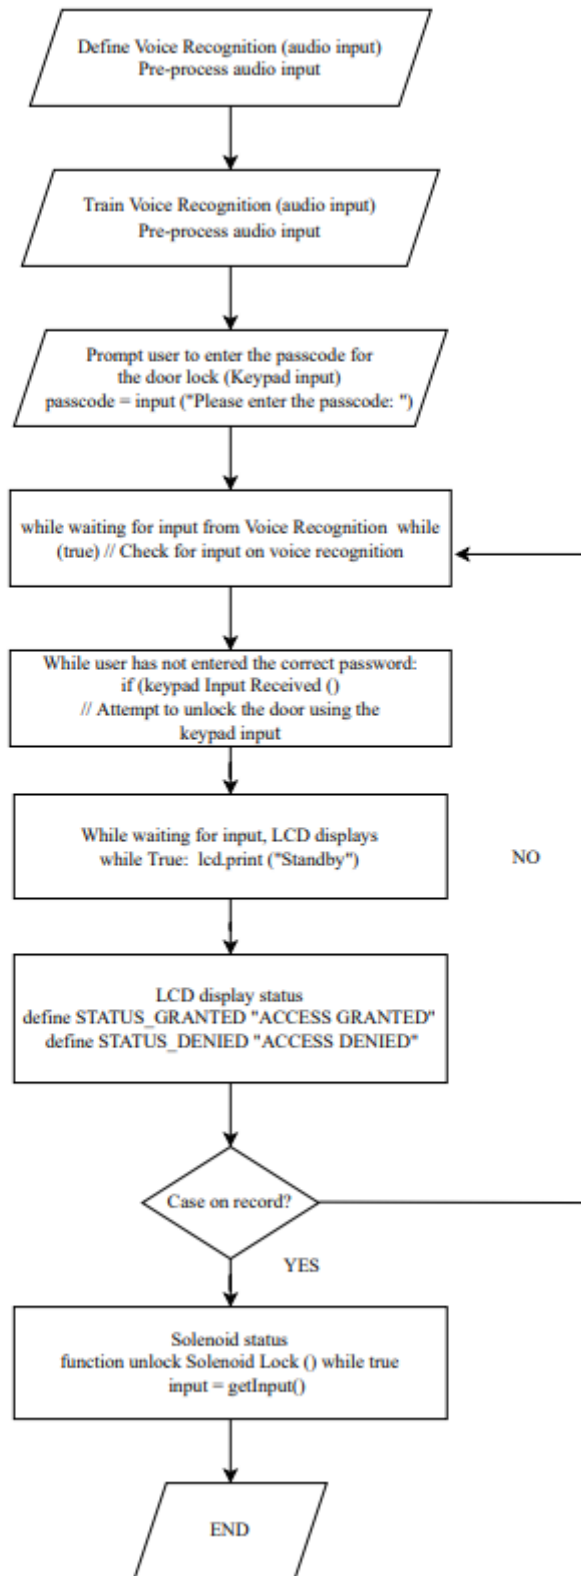 Define Voice Recognition (audio input)
Pre-process audio input
Train Voice Recognition (audio input)
Pre-process audio input
Prompt user to enter the passcode for
the door lock (Keypad input)
passcode = input ("Please enter the passcode: ")
while waiting for input from Voice Recognition while
(true) // Check for input on voice recognition
While user has not entered the correct password:
if (keypad Input Received ()
// Attempt to unlock the door using the
keypad input
While waiting for input, LCD displays
while True: lcd.print ("Standby")
NO
LCD display status
define STATUS_GRANTED "ACCESS GRANTED"
define STATUS_DENIED "ACCESS DENIED"
Case on record?
YES
Solenoid status
function unlock Solenoid Lock () while true
input = getInput()
END